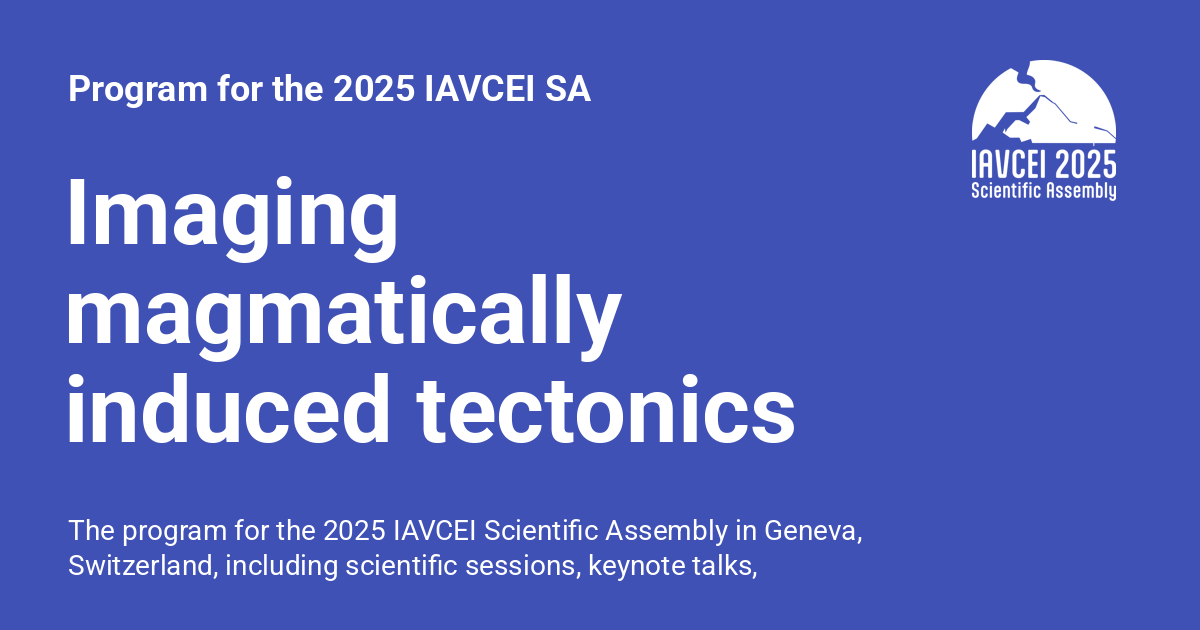 Program for the 2025 IAVCEI SA
IAVCEI 2025
Scientific Assembly
Imaging
magmatically
induced tectonics
The program for the 2025 IAVCEI Scientific Assembly in Geneva,
Switzerland, including scientific sessions, keynote talks,